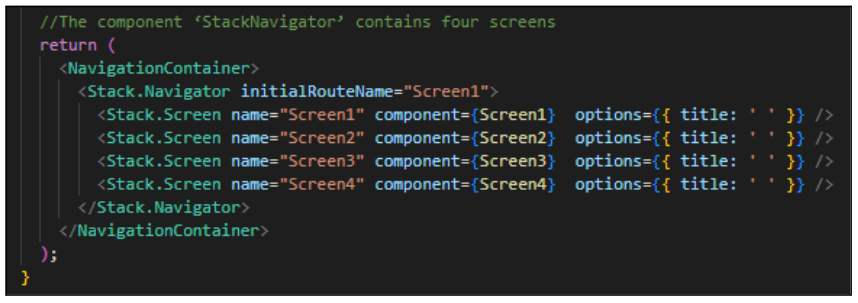 //The component ‘StackNavigator’ contains four screens
return (
<NavigationContainer>
<Stack.Navigator initialRouteName="Screen1">
<Stack.Screen name="Screen1" component={Screen1}  options={{ title: ' ' }} />
<Stack.Screen name="Screen2" component={Screen2}  options={{ title: ' ' }} />
<Stack.Screen name="Screen3" component={Screen3}  options={{ title: ' ' }} />
<Stack.Screen name="Screen4" component={Screen4}  options={{ title: ' ' }} />
</Stack.Navigator>
</NavigationContainer>
);
}